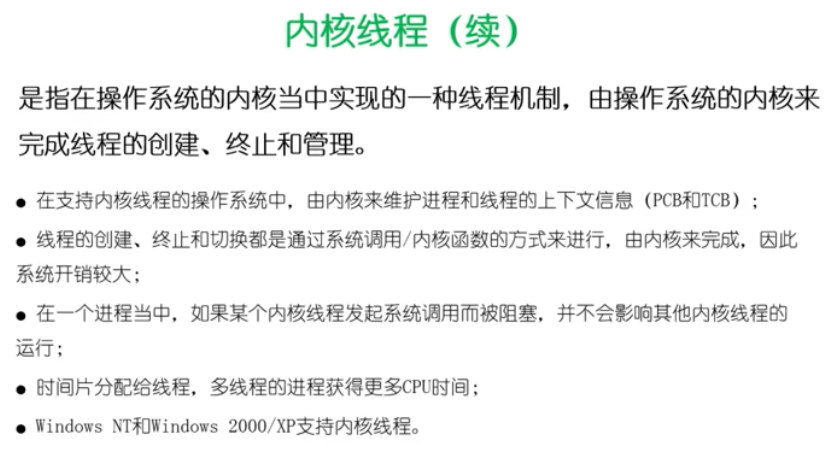 内核线程（续）
是指在操作系统的内核当中实现的一种线程机制，由操作系统的内核来
完成线程的创建、终止和管理。
● 在支持内核线程的操作系统中，由内核来维护进程和线程的上下文信息（PCB和TCB）；
● 线程的创建、终止和切换都是通过系统调用/内核函数的方式来进行，由内核来完成，因此
系统开销较大；
● 在一个进程当中，如果某个内核线程发起系统调用而被阻塞，并不会影响其他内核线程的
运行；
● 时间片分配给线程，多线程的进程获得更多CPU时间；
● Windows NT和Windows 2000/XP支持内核线程。